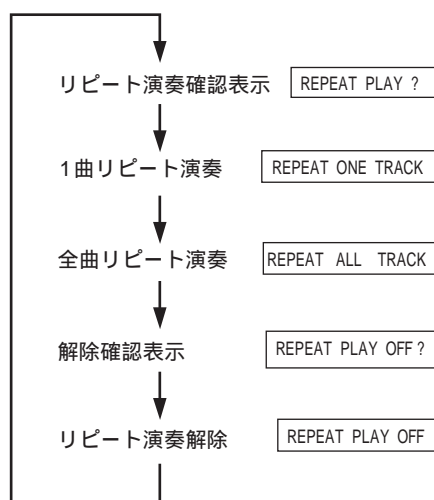 リピート演奏確認表示 REPEAT PLAY ?
1曲リピート演奏 REPEAT ONE TRACK
全曲リピート演奏 REPEAT ALL TRACK
解除確認表示 REPEAT PLAY OFF ?
リピート演奏解除 REPEAT PLAY OFF